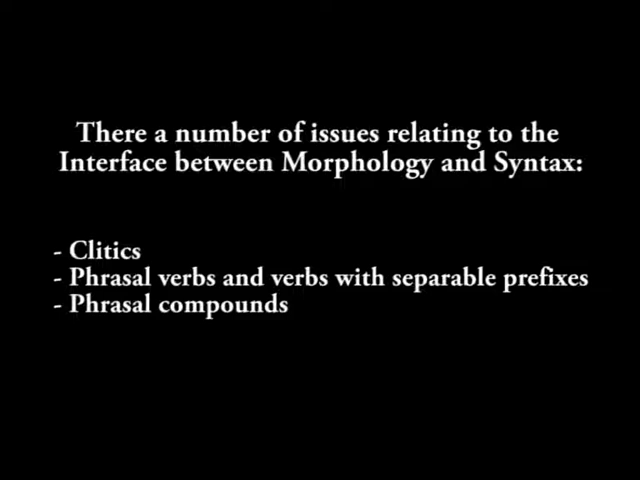 There a number of issues relating to the
Interface between Morphology and Syntax:
- Clitics
- Phrasal verbs and verbs with separable prefixes
- Phrasal compounds